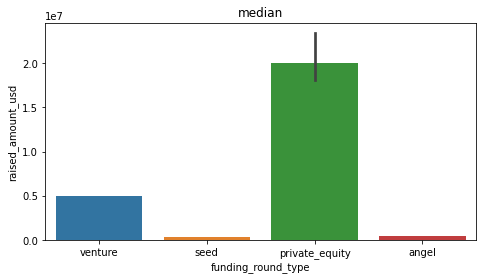 median
1e7
2.0
1.5
1.0
0.5
0.0
raised_amount_usd
venture seed private_equity angel
funding_round_type